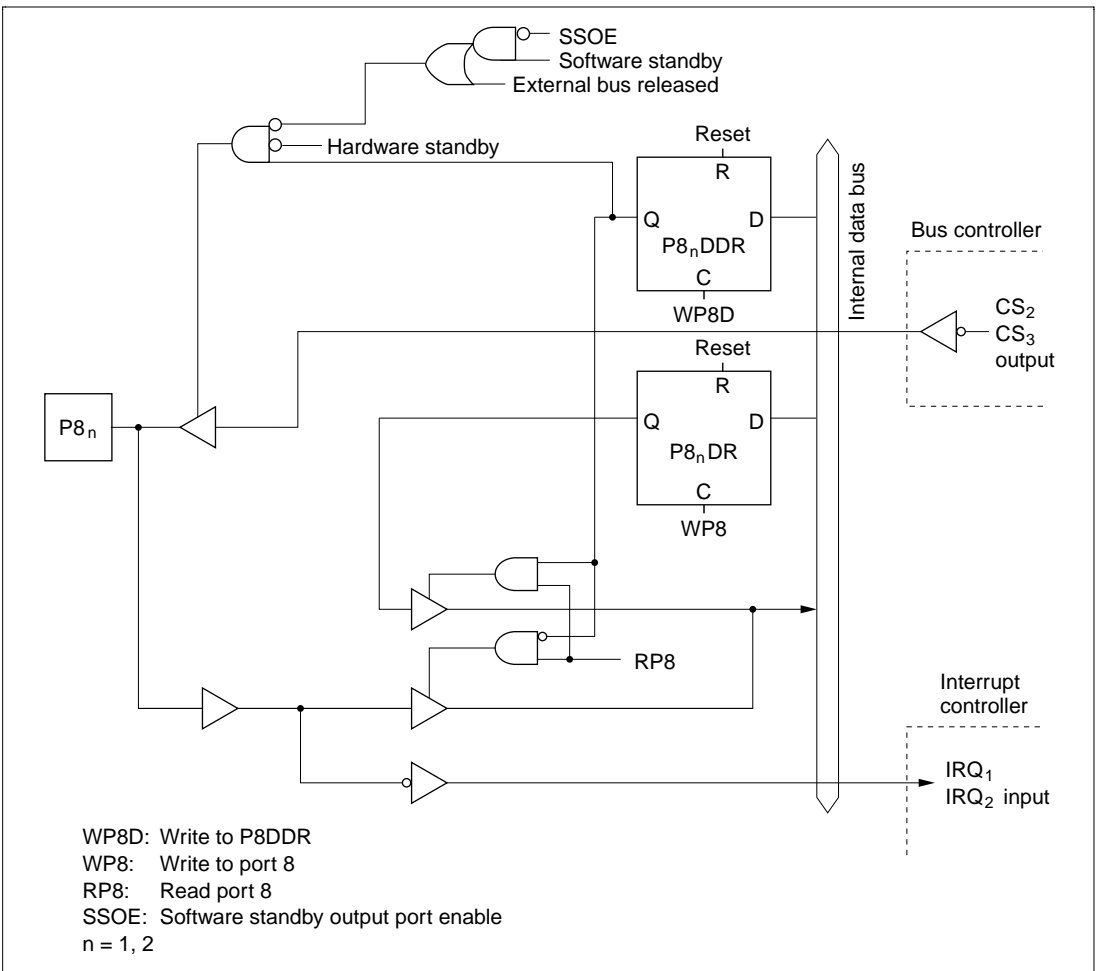 SSOE
Software standby
External bus released
Hardware standby
Reset
R
Q D
P8nDDR
C
WP8D
Internal data bus
Bus controller
CS2
CS3
output
Reset
R
Q D
P8nDR
C
WP8
P8n
RP8
Interrupt
controller
IRQ1
IRQ2 input
WP8D: Write to P8DDR
WP8: Write to port 8
RP8: Read port 8
SSOE: Software standby output port enable
n = 1, 2